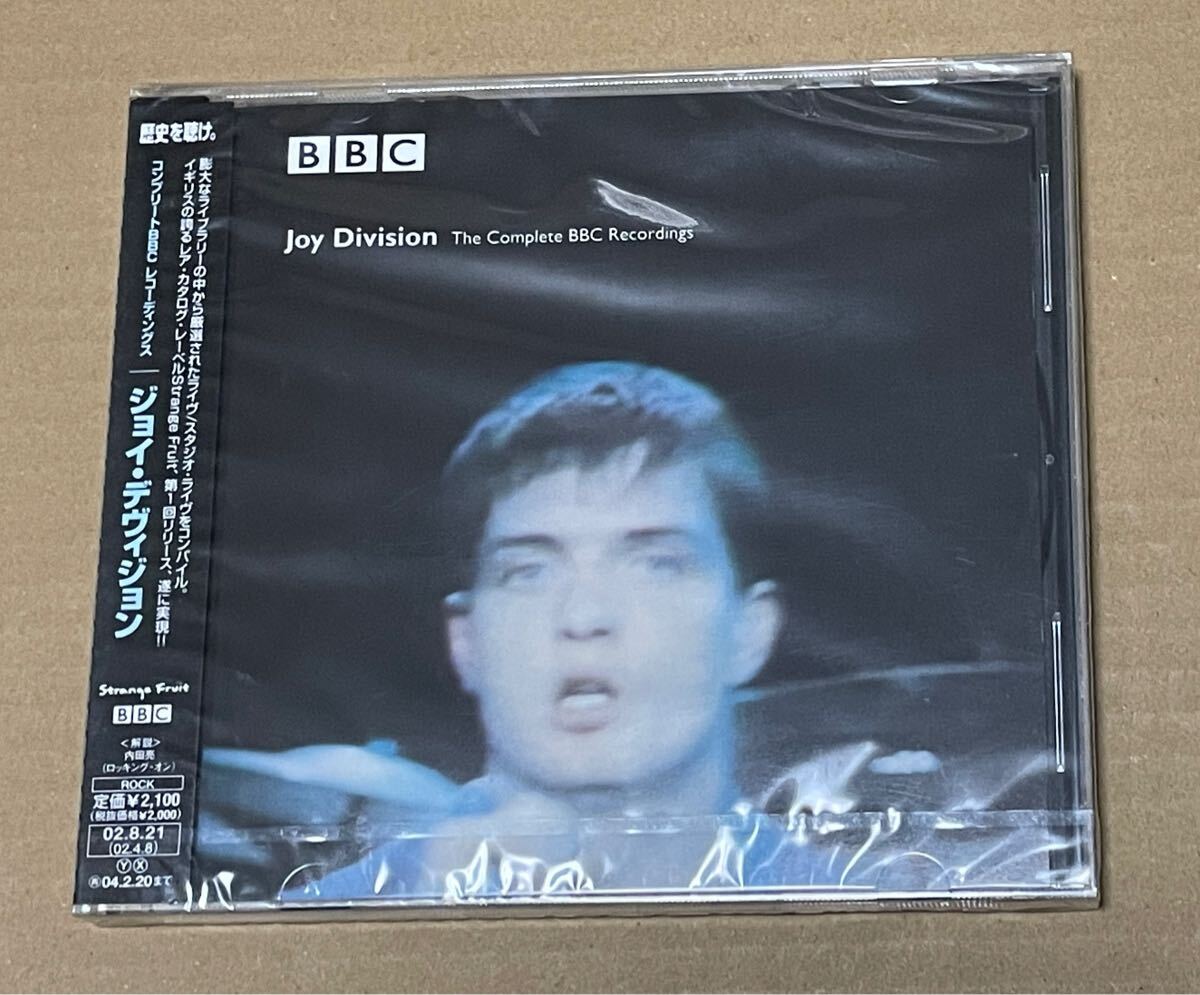 歴史を聴け。
膨大なライブラリーの中から厳選されたライヴ/スタジオ・ライヴをコンパイル。
イギリスの誇るレア・カタログ・レーベルStrange Fruit、第1回リリース、遂に実現!!
コンプリートBBCレコーディングス
ジョイ・デヴィジョン
Strange Fruit
BBC
<解説>
内田亮
(ロッキング・オン)
ROCK
定価¥2,100
(税抜価格¥2,000)
02.8.21
(02.4.8)
Ⓨ Ⓧ
㋬04.2.20まで
BBC
Joy Division The Complete BBC Recordings